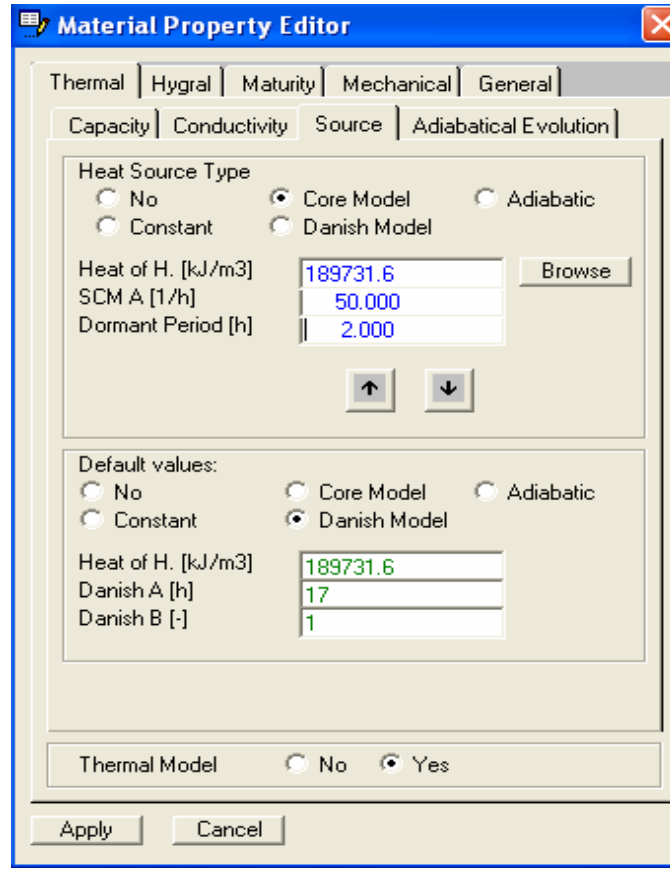 Material Property Editor
Thermal Hygral Maturity Mechanical General
Capacity Conductivity Source Adiabatical Evolution
Heat Source Type
No Core Model Adiabatic
Constant Danish Model
Heat of H. [kJ/m3] 189731.6 Browse
SCM A [1/h] 50.000
Dormant Period [h] 2.000
Default values:
No Core Model Adiabatic
Constant Danish Model
Heat of H. [kJ/m3] 189731.6
Danish A [h] 17
Danish B [-] 1
Thermal Model No Yes
Apply Cancel